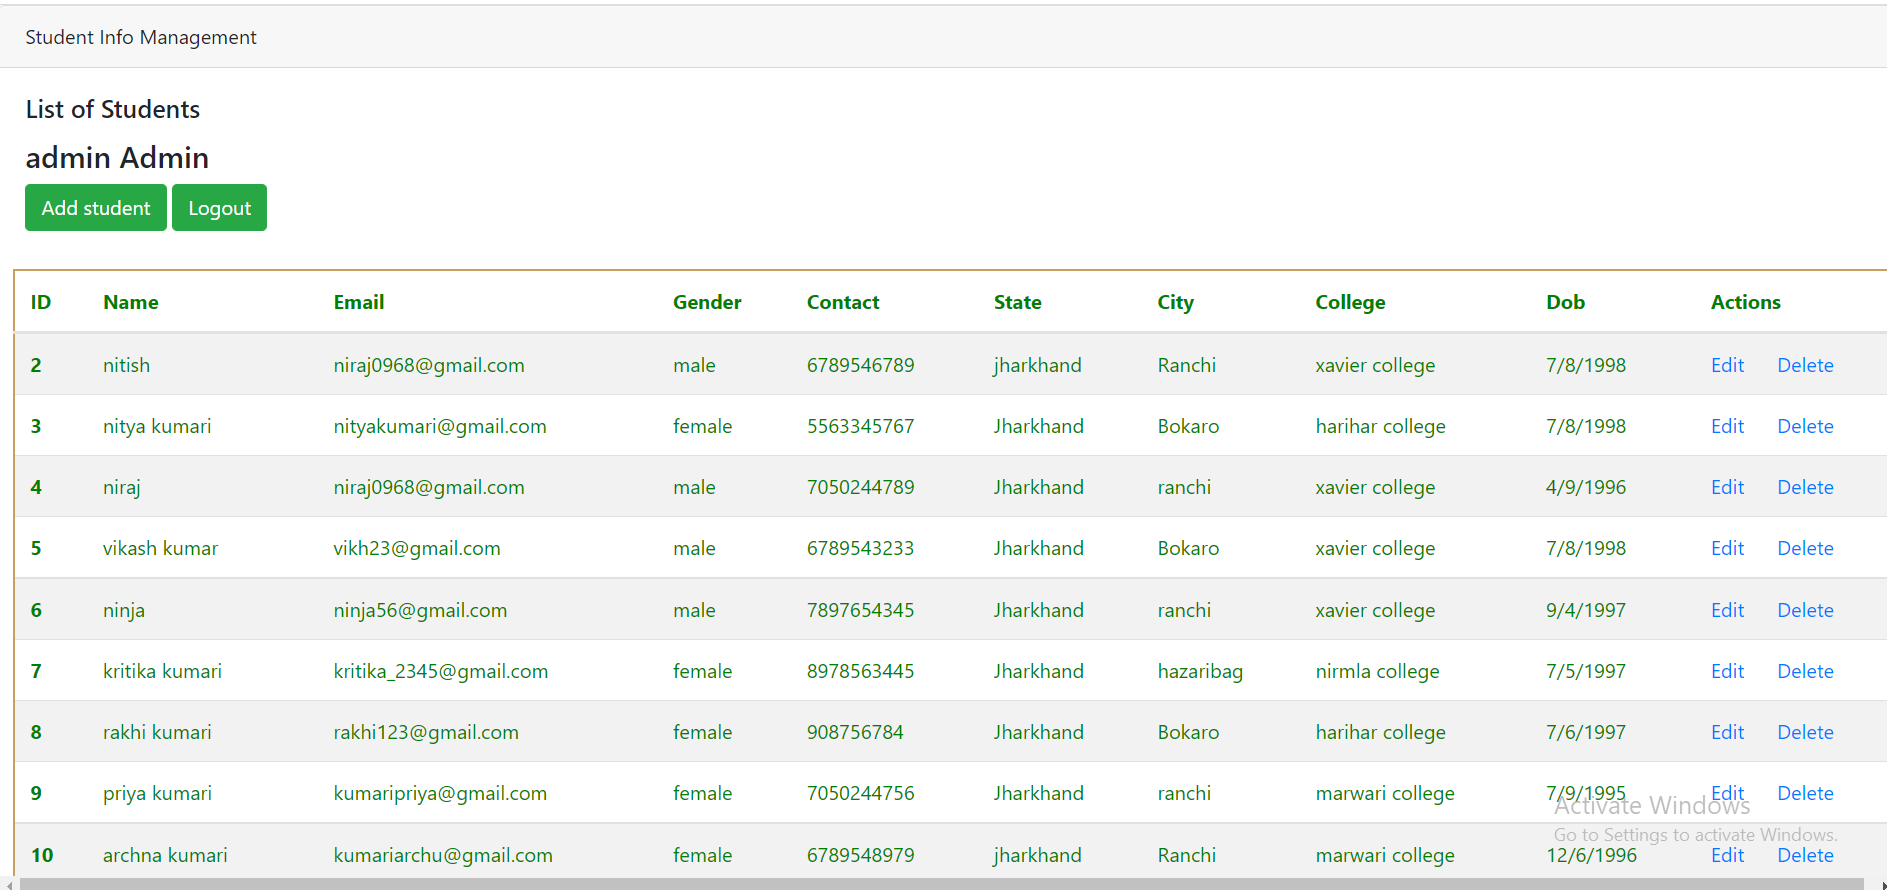 Student Info Management
List of Students
admin Admin
Add student Logout
ID Name Email Gender Contact State City College Dob Actions
2 nitish niraj0968@gmail.com male 6789546789 jharkhand Ranchi xavier college 7/8/1998 Edit Delete
3 nitya kumari nityakumari@gmail.com female 5563345767 Jharkhand Bokaro harihar college 7/8/1998 Edit Delete
4 niraj niraj0968@gmail.com male 7050244789 Jharkhand ranchi xavier college 4/9/1996 Edit Delete
5 vikash kumar vikh23@gmail.com male 6789543233 Jharkhand Bokaro xavier college 7/8/1998 Edit Delete
6 ninja ninja56@gmail.com male 7897654345 Jharkhand ranchi xavier college 9/4/1997 Edit Delete
7 kritika kumari kritika_2345@gmail.com female 8978563445 Jharkhand hazaribag nirmla college 7/5/1997 Edit Delete
8 rakhi kumari rakhi123@gmail.com female 908756784 Jharkhand Bokaro harihar college 7/6/1997 Edit Delete
9 priya kumari kumaripriya@gmail.com female 7050244756 Jharkhand ranchi marwari college 7/9/1995 Edit Delete
Activate Windows
Go to Settings to activate Windows.
10 archna kumari kumariarchu@gmail.com female 6789548979 jharkhand Ranchi marwari college 12/6/1996 Edit Delete